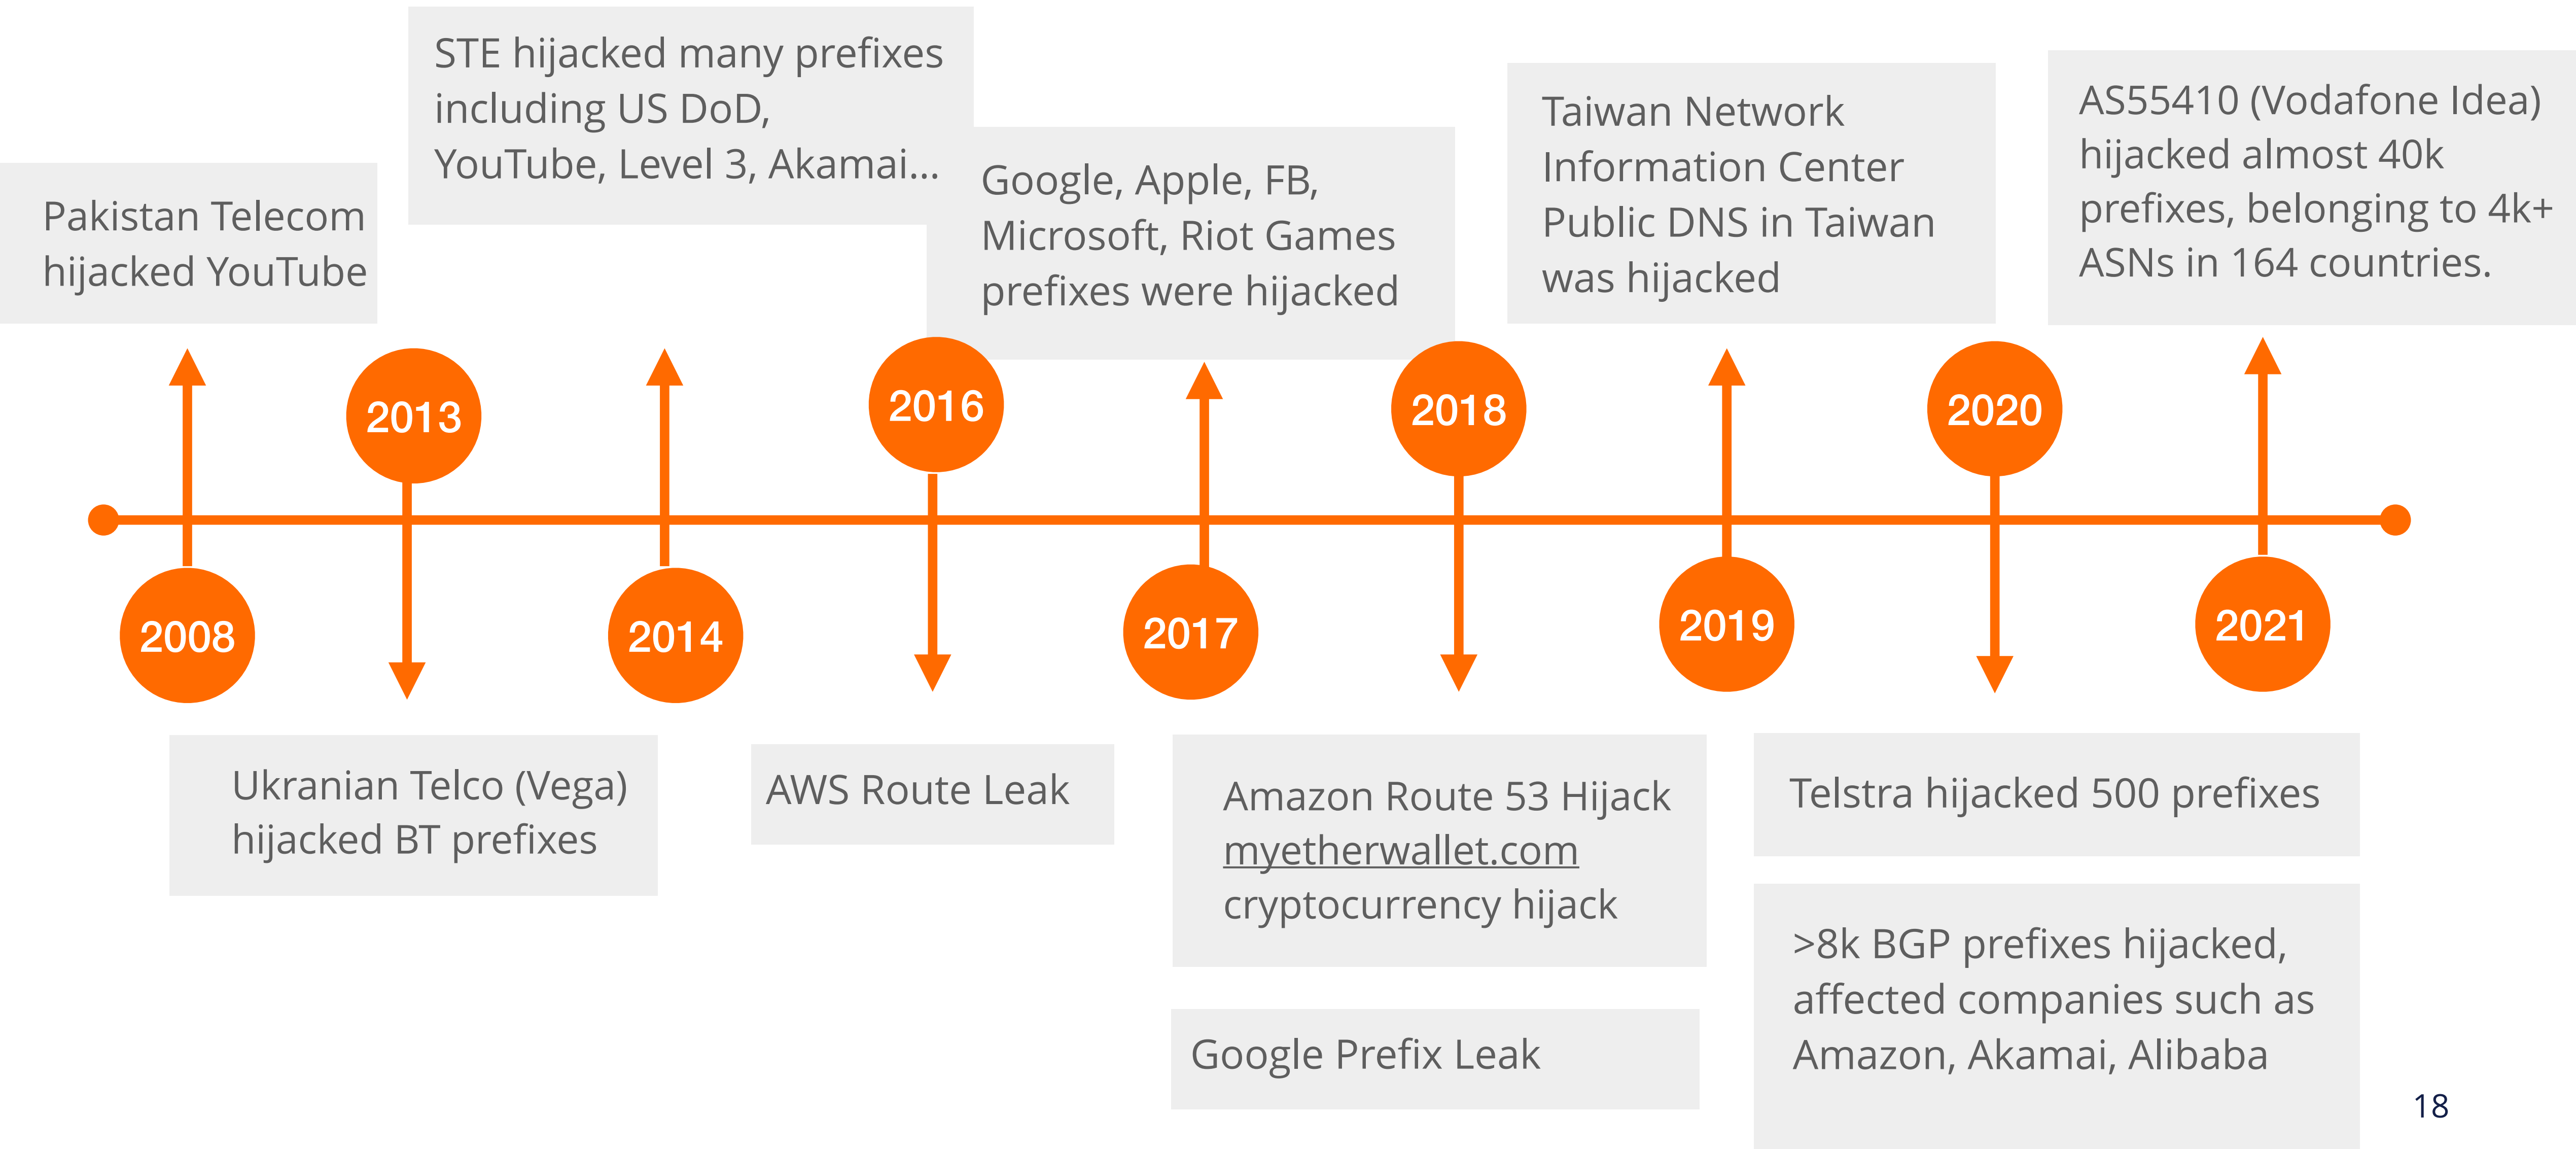 Pakistan Telecom
hijacked YouTube
2008
2013
Ukranian Telco (Vega)
hijacked BT prefixes
STE hijacked many prefixes
including US DoD,
YouTube, Level 3, Akamai...
2014
2016
AWS Route Leak
Google, Apple, FB,
Microsoft, Riot Games
prefixes were hijacked
2017
2018
Amazon Route 53 Hijack
myetherwallet.com
cryptocurrency hijack
Google Prefix Leak
Taiwan Network
Information Center
Public DNS in Taiwan
was hijacked
2019
2020
Telstra hijacked 500 prefixes
>8k BGP prefixes hijacked,
affected companies such as
Amazon, Akamai, Alibaba
AS55410 (Vodafone Idea)
hijacked almost 40k
prefixes, belonging to 4k+
ASNs in 164 countries.
2021
18